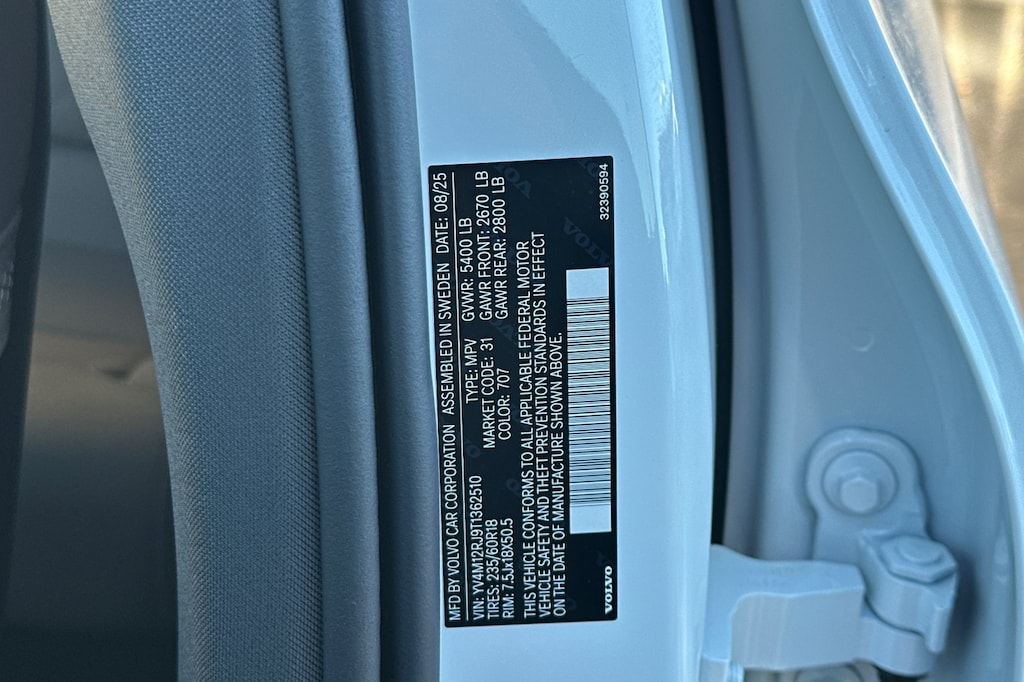 MFD BY VOLVO CAR CORPORATION ASSEMBLED IN SWEDEN DATE: 08/25
VIN: YV4M12RJ9T1362510 TYPE: MPV GVWR: 5400 LB
TIRES: 235/60R18 MARKET CODE: 31 GAWR FRONT: 2670 LB
RIM: 7.5Jx18X50.5 COLOR: 707 GAWR REAR: 2800 LB
THIS VEHICLE CONFORMS TO ALL APPLICABLE FEDERAL MOTOR
VEHICLE SAFETY AND THEFT PREVENTION STANDARDS IN EFFECT
ON THE DATE OF MANUFACTURE SHOWN ABOVE.
VOLVO 32390594